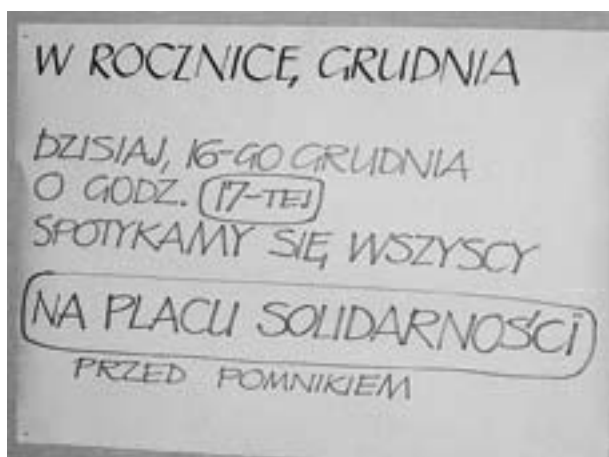 W ROCZNICĘ GRUDNIA
DZISIAJ, 16-GO GRUDNIA
O GODZ. 17-TEJ
SPOTYKAMY SIĘ WSZYSCY
NA PLACU SOLIDARNOŚCI
PRZED POMNIKIEM